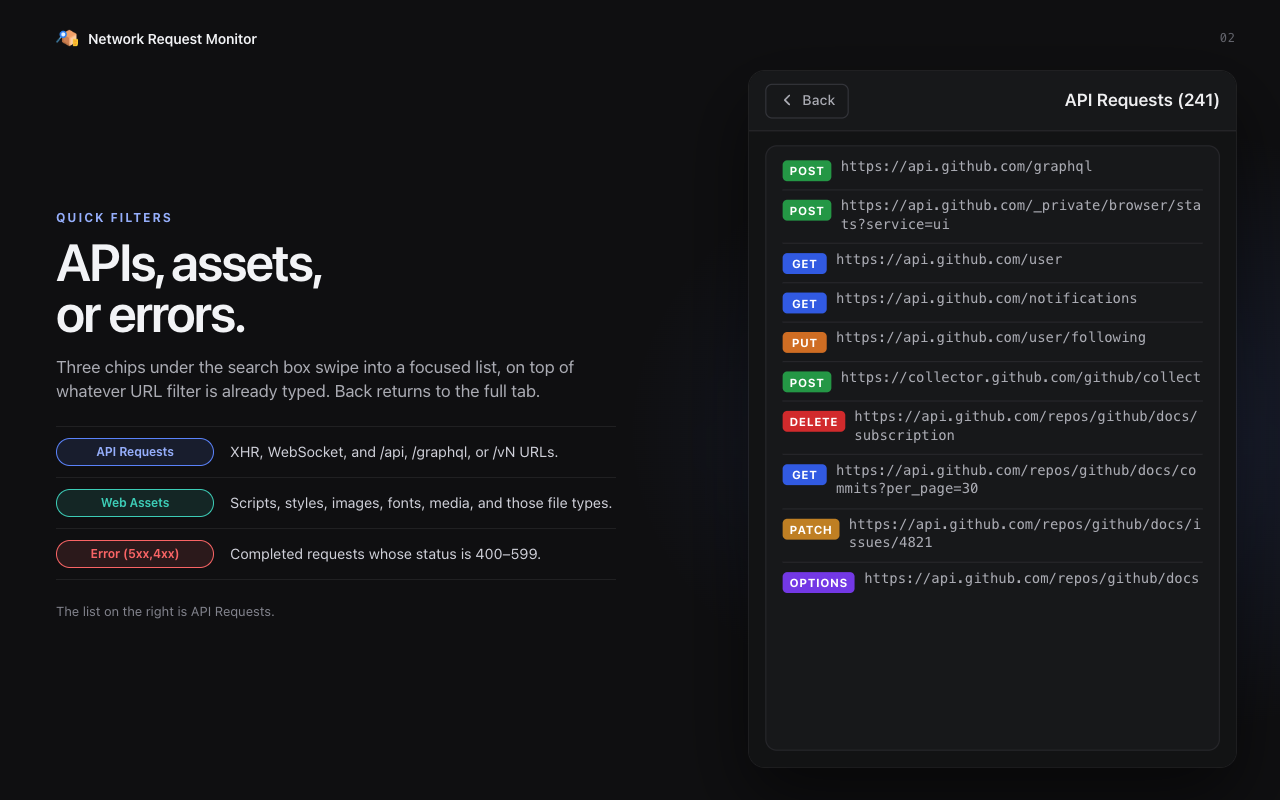 Network Request Monitor
02
QUICK FILTERS
APIs, assets,
or errors.
Three chips under the search box swipe into a focused list, on top of
whatever URL filter is already typed. Back returns to the full tab.
API Requests XHR, WebSocket, and /api, /graphql, or /vN URLs.
Web Assets Scripts, styles, images, fonts, media, and those file types.
Error (5xx,4xx) Completed requests whose status is 400–599.
The list on the right is API Requests.
Back API Requests (241)
POST https://api.github.com/graphql
POST https://api.github.com/_private/browser/sta
ts?service=ui
GET https://api.github.com/user
GET https://api.github.com/notifications
PUT https://api.github.com/user/following
POST https://collector.github.com/github/collect
DELETE https://api.github.com/repos/github/docs/
subscription
GET https://api.github.com/repos/github/docs/co
mmits?per_page=30
PATCH https://api.github.com/repos/github/docs/i
ssues/4821
OPTIONS https://api.github.com/repos/github/docs